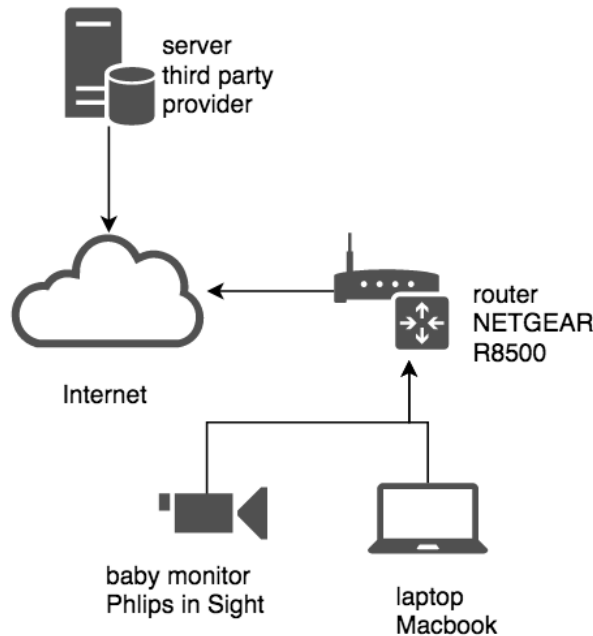 server
third party
provider
router
NETGEAR
R8500
Internet
baby monitor
Phlips in Sight
laptop
Macbook